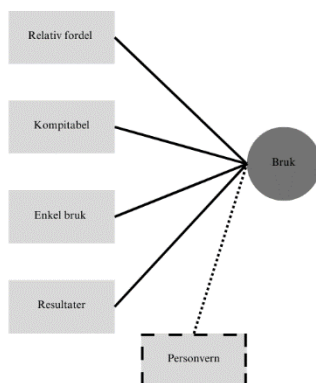 Relativ fordel
Kompitabel
Bruk
Enkel bruk
Resultater
Personvern